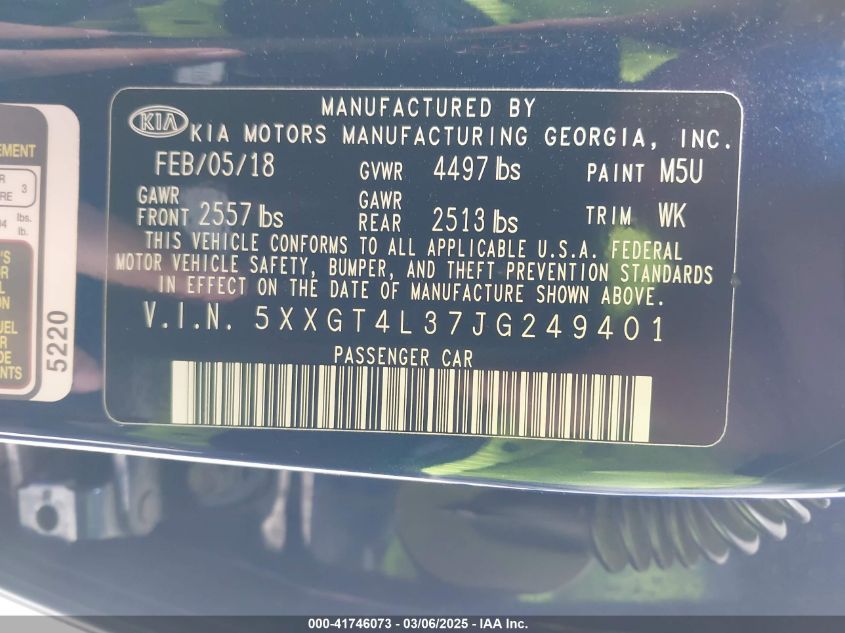 MANUFACTURED BY
KIA KIA MOTORS MANUFACTURING GEORGIA, INC.
FEB/05/18 GVWR 4497 lbs PAINT M5U
GAWR FRONT 2557 lbs GAWR REAR 2513 lbs TRIM WK
THIS VEHICLE CONFORMS TO ALL APPLICABLE U.S.A. FEDERAL
MOTOR VEHICLE SAFETY, BUMPER, AND THEFT PREVENTION STANDARDS
IN EFFECT ON THE DATE OF MANUFACTURE SHOWN ABOVE.
V.I.N. 5XXGT4L37JG249401
PASSENGER CAR
3
lbs.
lb.
5220
000-41746073 - 03/06/2025 - IAA Inc.